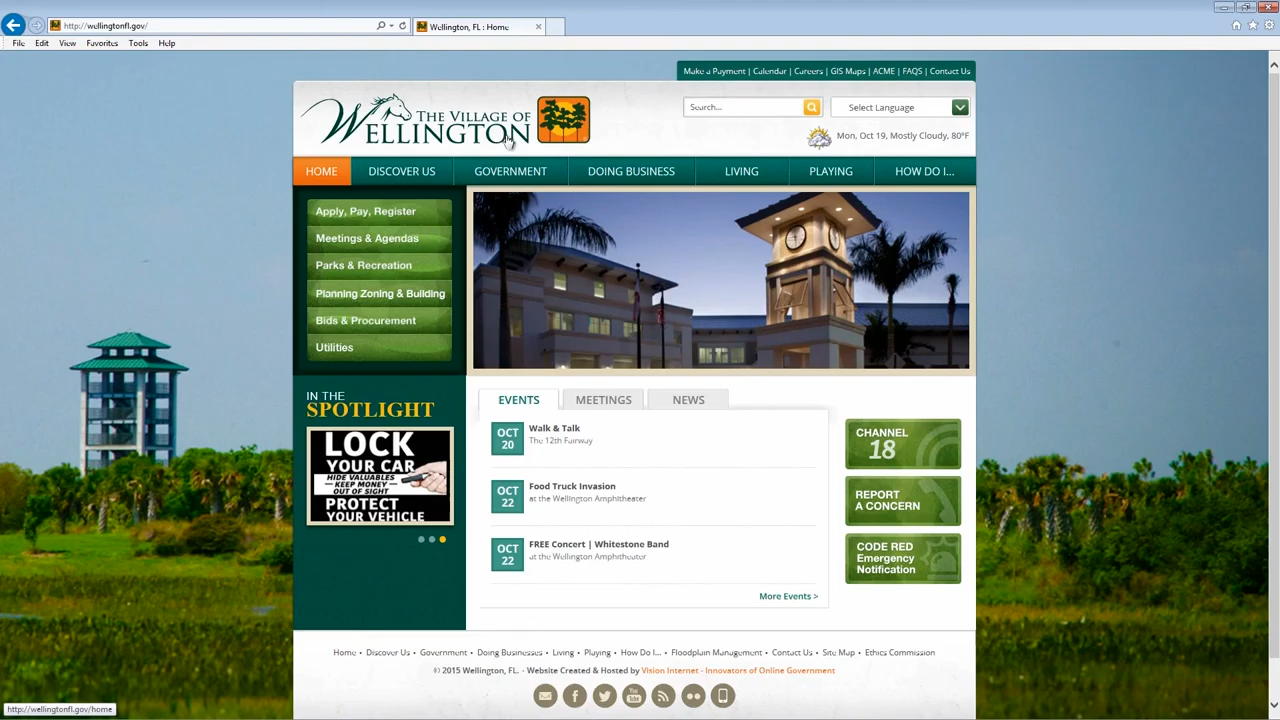 http://wellingtonfl.gov/
Wellington, FL : Home
File Edit View Favorites Tools Help
Make a Payment | Calendar | Careers | GIS Maps | ACME | FAQS | Contact Us
THE VILLAGE OF
WELLINGTON
Search...
Select Language
Mon, Oct 19, Mostly Cloudy, 80°F
HOME DISCOVER US GOVERNMENT DOING BUSINESS LIVING PLAYING HOW DO I...
Apply, Pay, Register
Meetings & Agendas
Parks & Recreation
Planning Zoning & Building
Bids & Procurement
Utilities
IN THE
SPOTLIGHT
LOCK
YOUR CAR
HIDE VALUABLES
KEEP MONEY
OUT OF SIGHT
PROTECT
YOUR VEHICLE
EVENTS MEETINGS NEWS
OCT
20
Walk & Talk
The 12th Fairway
OCT
22
Food Truck Invasion
at the Wellington Amphitheater
OCT
22
FREE Concert | Whitestone Band
at the Wellington Amphitheater
More Events >
CHANNEL
18
REPORT
A CONCERN
CODE RED
Emergency
Notification
Home • Discover Us • Government • Doing Businesses • Living • Playing • How Do I... • Floodplain Management • Contact Us • Site Map • Ethics Commission
© 2015 Wellington, FL. - Website Created & Hosted by Vision Internet - Innovators of Online Government
You
Tube
http://wellingtonfl.gov/home